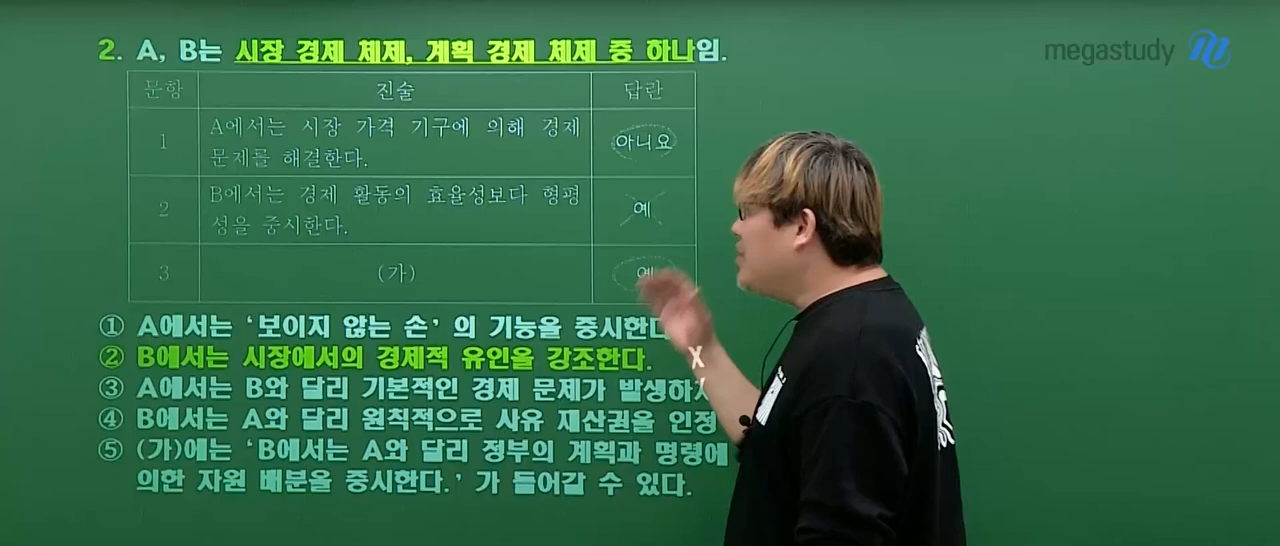 2. A, B는 시장 경제 체제, 계획 경제 체제 중 하나임.
megastudy
문항 진술 답란
1 A에서는 시장 가격 기구에 의해 경제 아니요
문제를 해결한다.
2 B에서는 경제 활동의 효율성보다 형평 예
성을 중시한다.
3 (가) 예
① A에서는 ‘보이지 않는 손’ 의 기능을 중시한다
② B에서는 시장에서의 경제적 유인을 강조한다. X
③ A에서는 B와 달리 기본적인 경제 문제가 발생하지
④ B에서는 A와 달리 원칙적으로 사유 재산권을 인정
⑤ (가)에는 ‘B에서는 A와 달리 정부의 계획과 명령에
의한 자원 배분을 중시한다.’ 가 들어갈 수 있다.